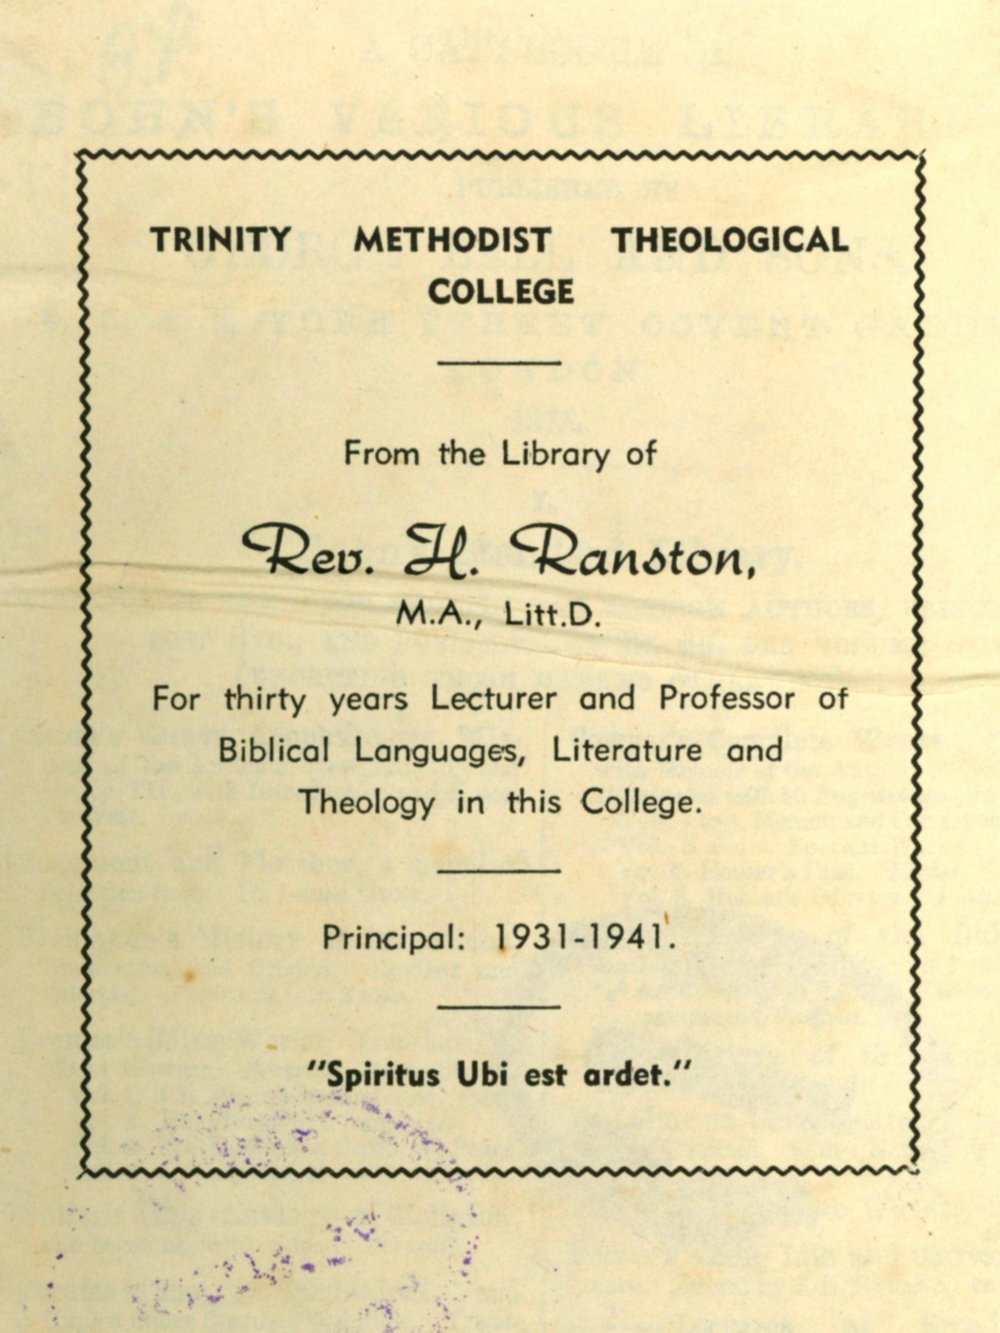 TRINITY METHODIST THEOLOGICAL
COLLEGE
From the Library of
Rev. H. Ranston,
M.A., Litt.D.
For thirty years Lecturer and Professor of
Biblical Languages, Literature and
Theology in this College.
Principal: 1931-1941.
"Spiritus Ubi est ardet."